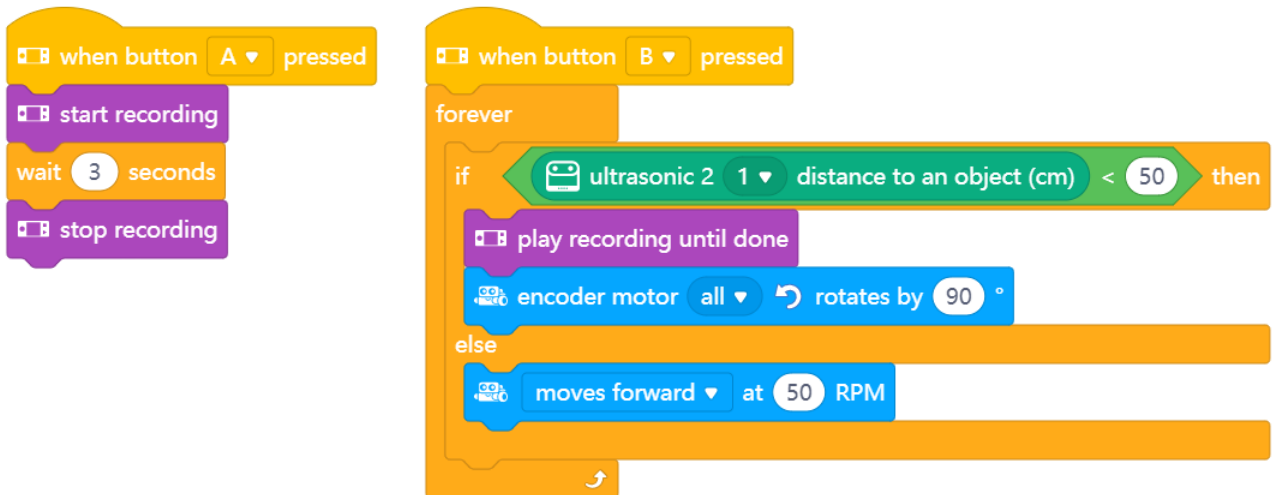 when button A pressed
start recording
wait 3 seconds
stop recording
when button B pressed
forever
if ultrasonic 2 1 distance to an object (cm) < 50 then
play recording until done
encoder motor all rotates by 90 °
else
moves forward at 50 RPM